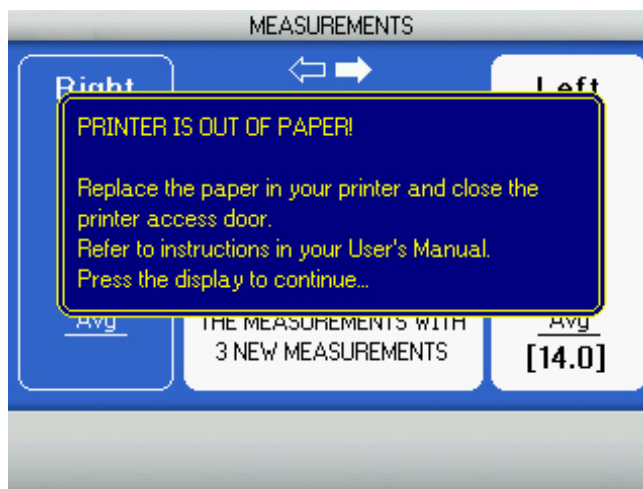 MEASUREMENTS
Right
Left
PRINTER IS OUT OF PAPER!
Replace the paper in your printer and close the
printer access door.
Refer to instructions in your User's Manual.
Press the display to continue...
Avg
THE MEASUREMENTS WITH
3 NEW MEASUREMENTS
Avg
[14.0]